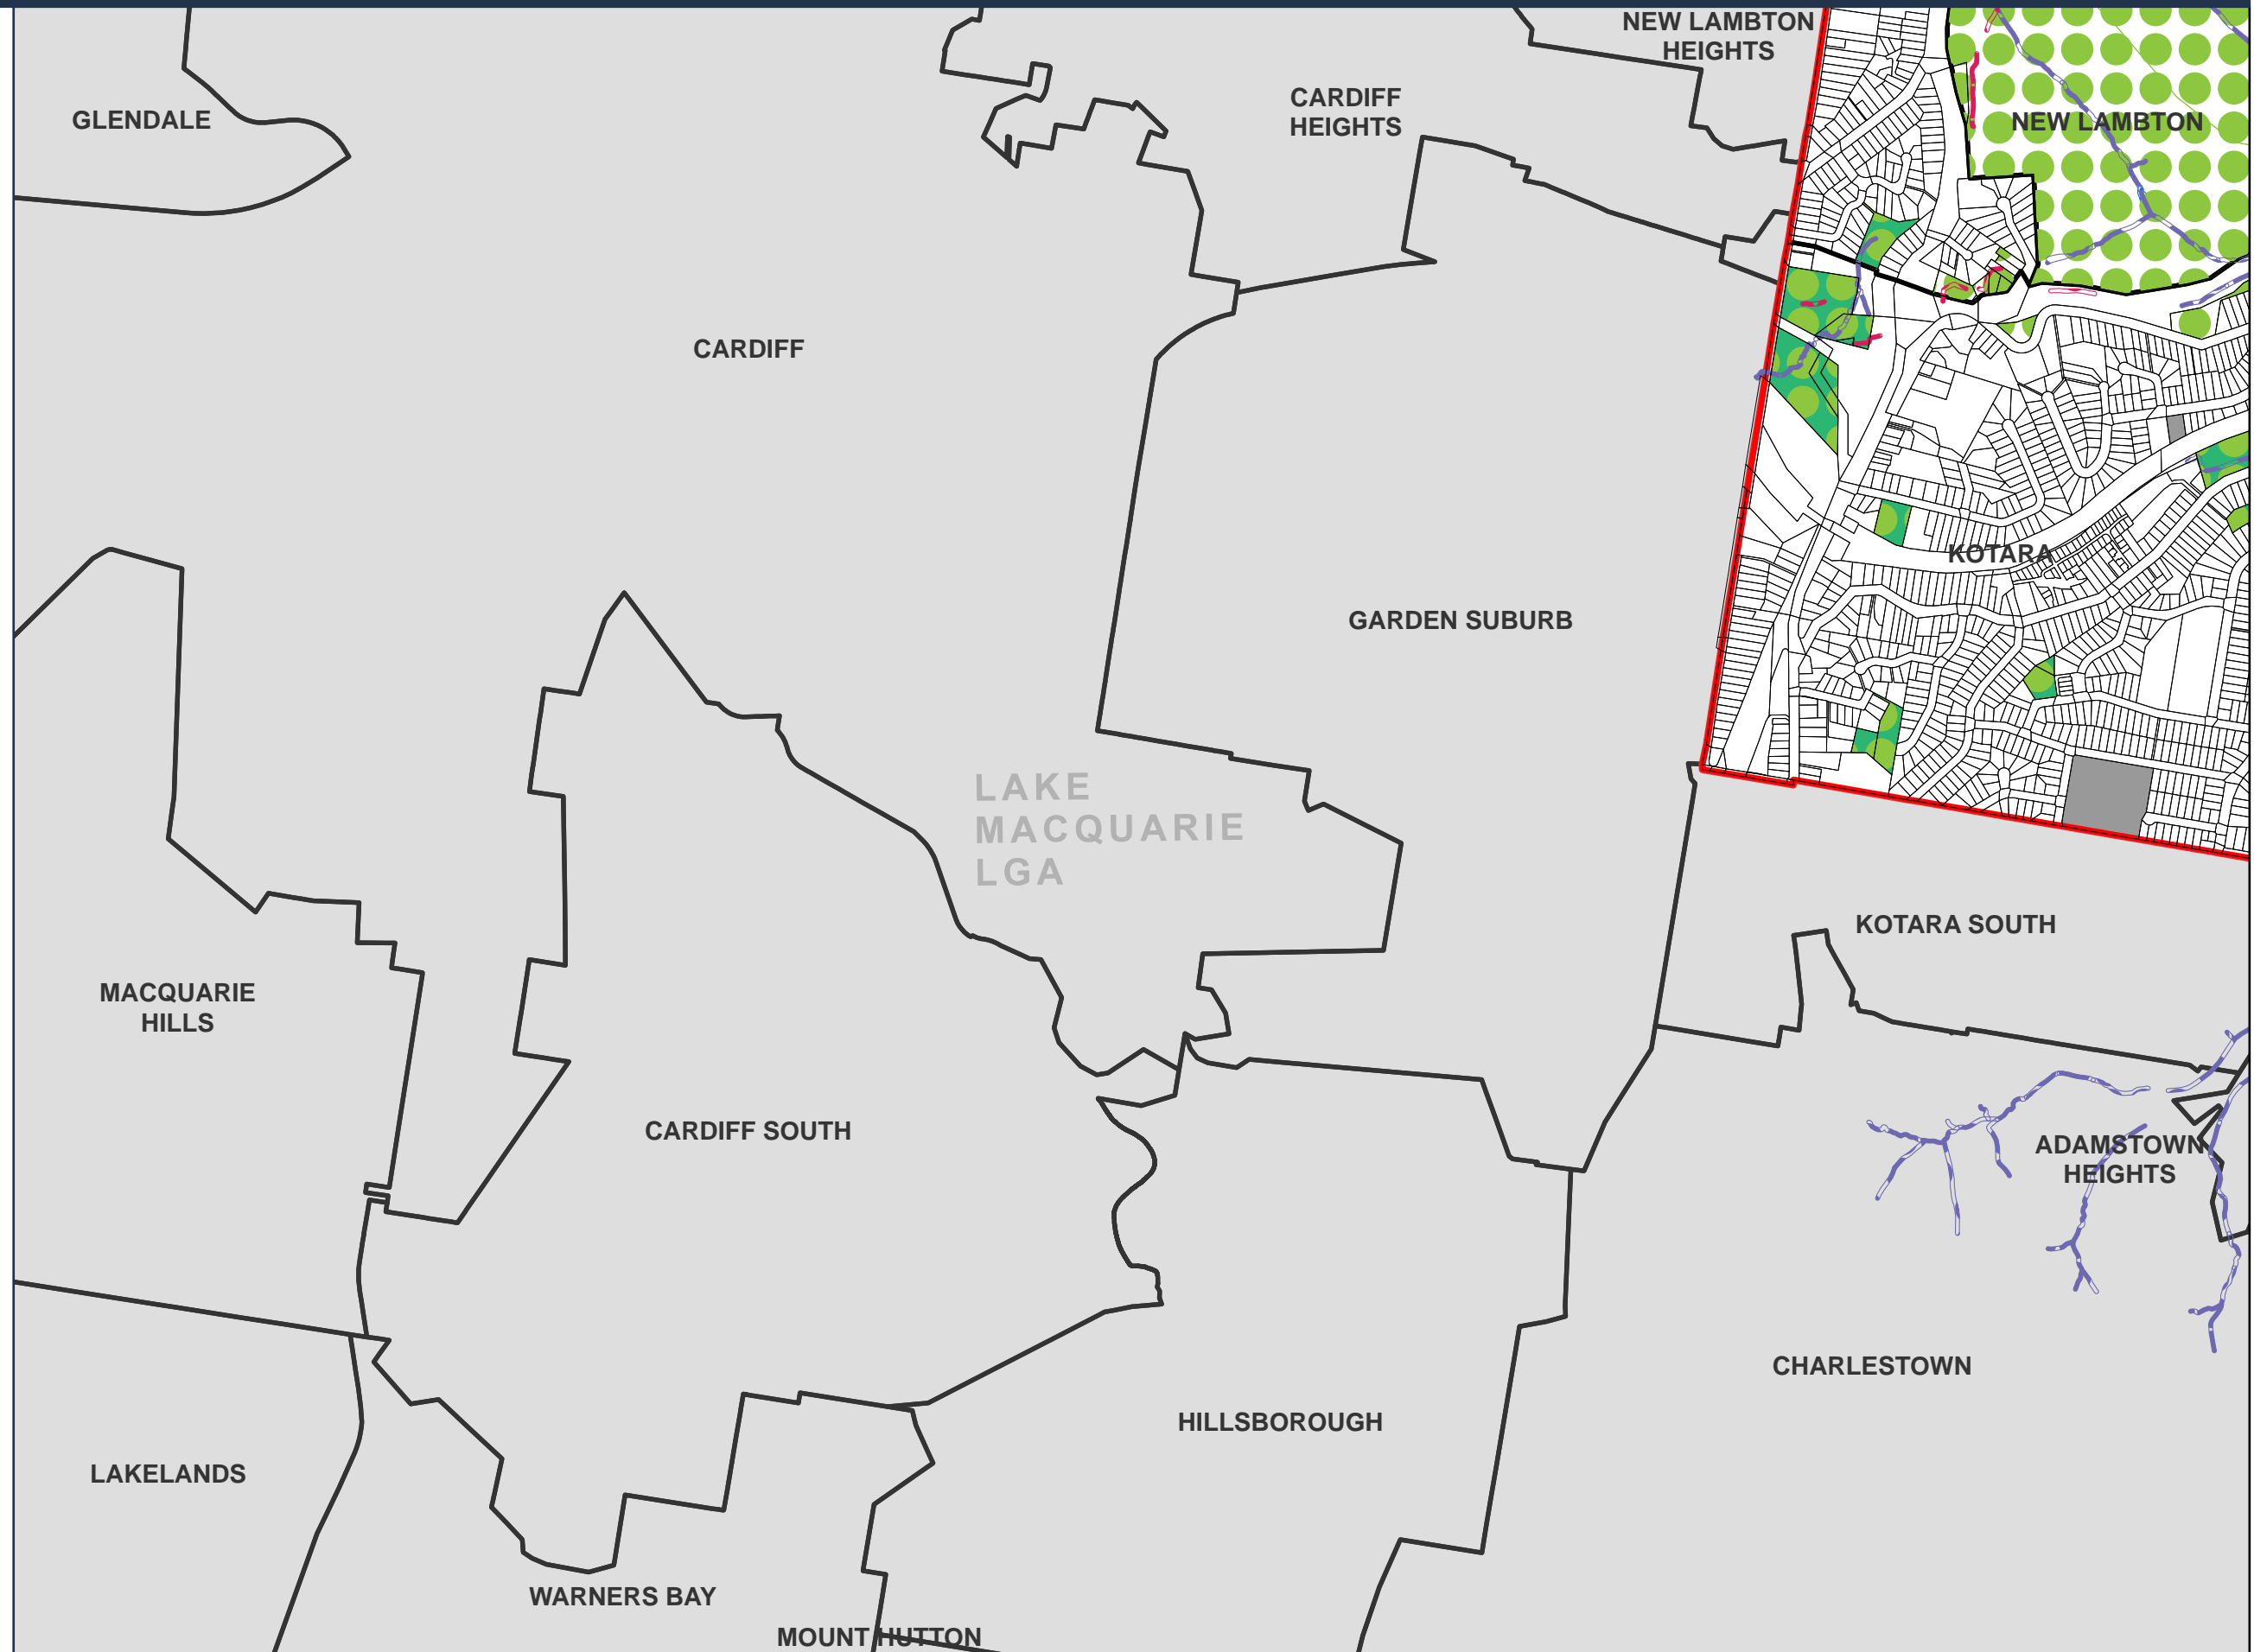 NEW LAMBTON
HEIGHTS
CARDIFF
HEIGHTS
GLENDALE
NEW LAMBTON
CARDIFF
KOTARA
GARDEN SUBURB
LAKE
MACQUARIE
LGA
KOTARA SOUTH
MACQUARIE
HILLS
CARDIFF SOUTH
ADAMSTOWN
HEIGHTS
CHARLESTOWN
HILLSBOROUGH
LAKELANDS
WARNERS BAY
MOUNT HUTTON